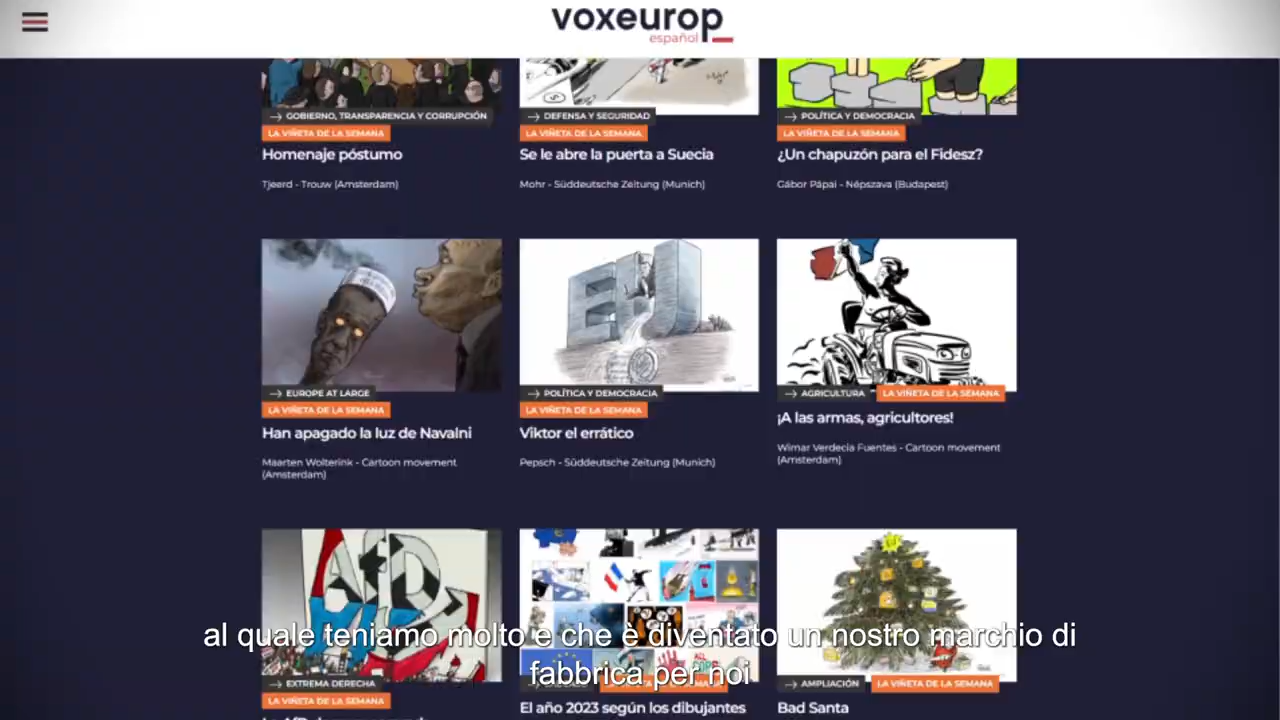 voxeurop
español
GOBIERNO, TRANSPARENCIA Y CORRUPCIÓN
LA VIÑETA DE LA SEMANA
Homenaje póstumo
Tjeerd - Trouw (Amsterdam)
DEFENSA Y SEGURIDAD
LA VIÑETA DE LA SEMANA
Se le abre la puerta a Suecia
Mohr - Süddeutsche Zeitung (Munich)
POLÍTICA Y DEMOCRACIA
LA VIÑETA DE LA SEMANA
¿Un chapuzón para el Fidesz?
Gábor Pápai - Népszava (Budapest)
EUROPE AT LARGE
LA VIÑETA DE LA SEMANA
Han apagado la luz de Navalni
Maarten Wolterink - Cartoon movement
(Amsterdam)
EU
POLÍTICA Y DEMOCRACIA
LA VIÑETA DE LA SEMANA
Viktor el errático
Pepsch - Süddeutsche Zeitung (Munich)
AGRICULTURA
LA VIÑETA DE LA SEMANA
¡A las armas, agricultores!
Wimar Verdecia Fuentes - Cartoon movement
(Amsterdam)
AfD
EXTREMA DERECHA
LA VIÑETA DE LA SEMANA
El año 2023 según los dibujantes
AMPLIACIÓN
LA VIÑETA DE LA SEMANA
Bad Santa
al quale teniamo molto e che è diventato un nostro marchio di
fabbrica per noi